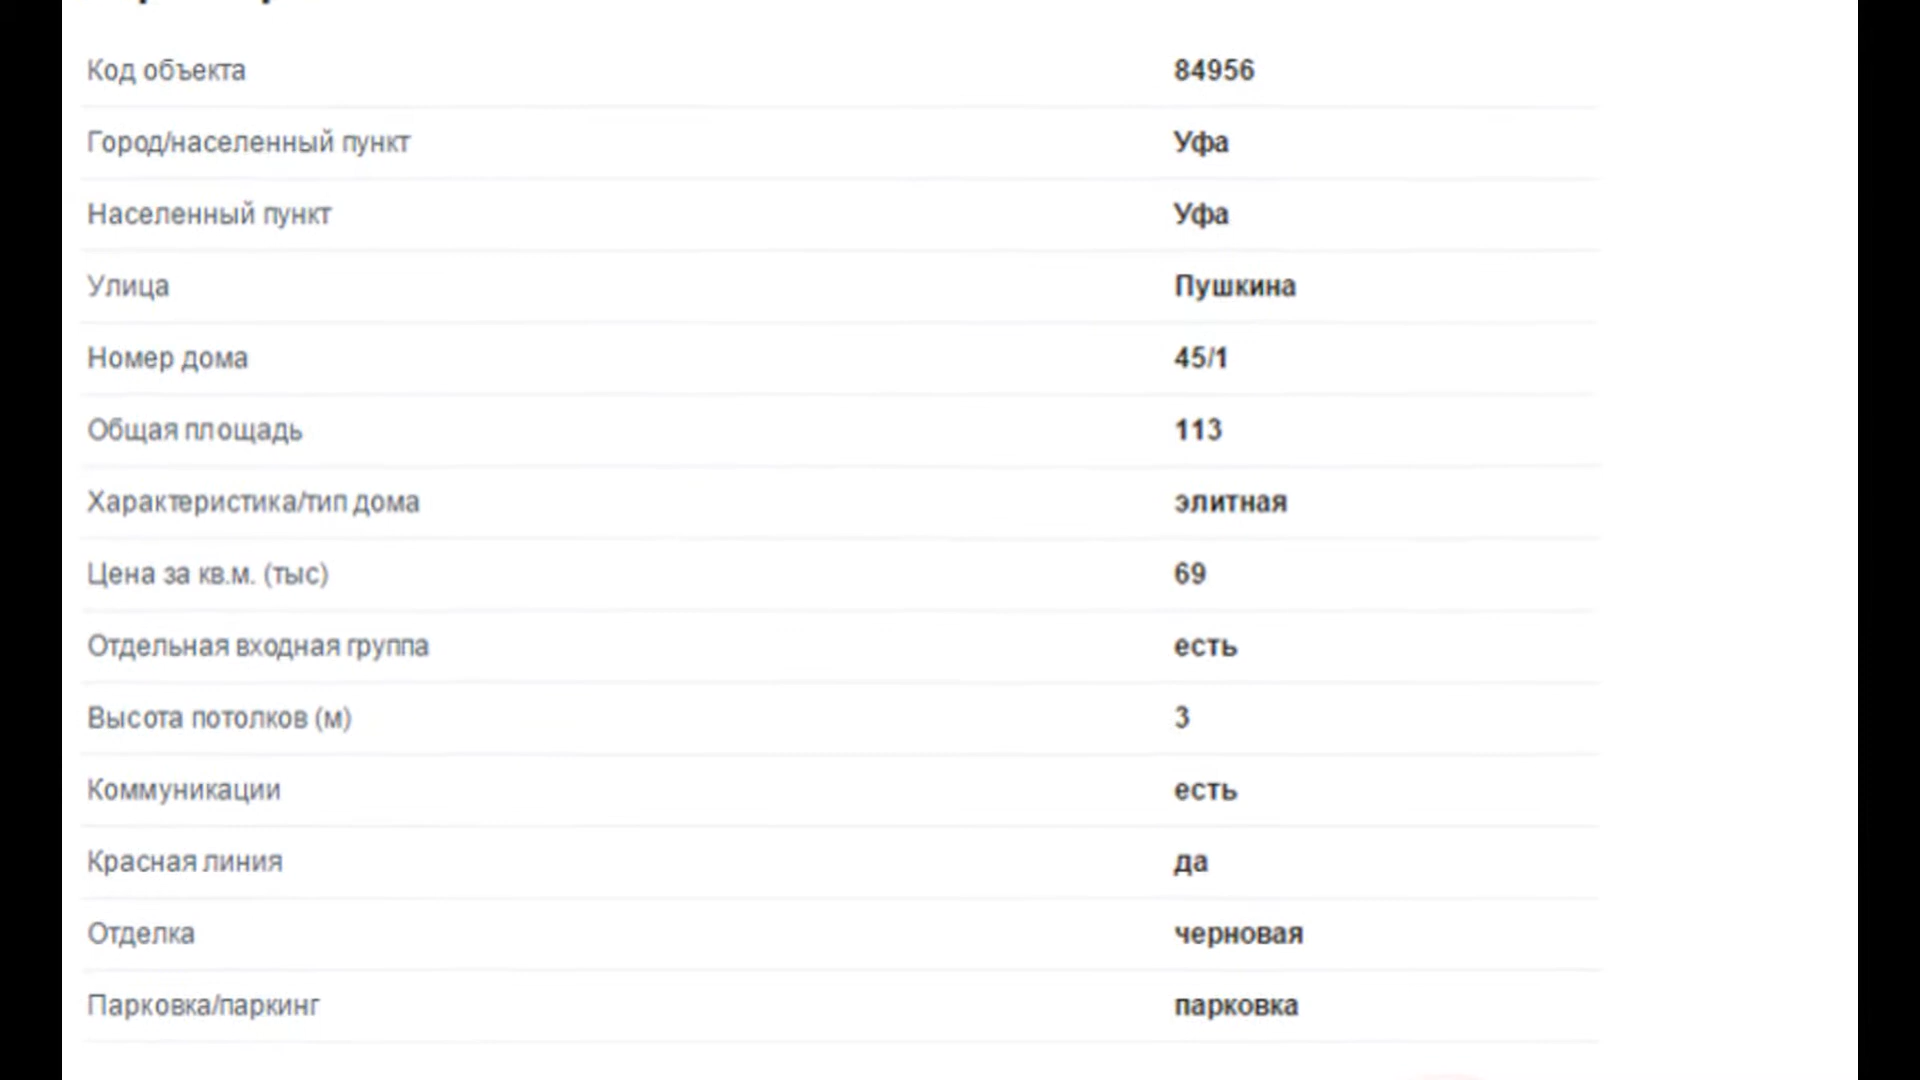 Код объекта 84956
Город/населенный пункт Уфа
Населенный пункт Уфа
Улица Пушкина
Номер дома 45/1
Общая площадь 113
Характеристика/тип дома элитная
Цена за кв.м. (тыс) 69
Отдельная входная группа есть
Высота потолков (м) 3
Коммуникации есть
Красная линия да
Отделка черновая
Парковка/паркинг парковка